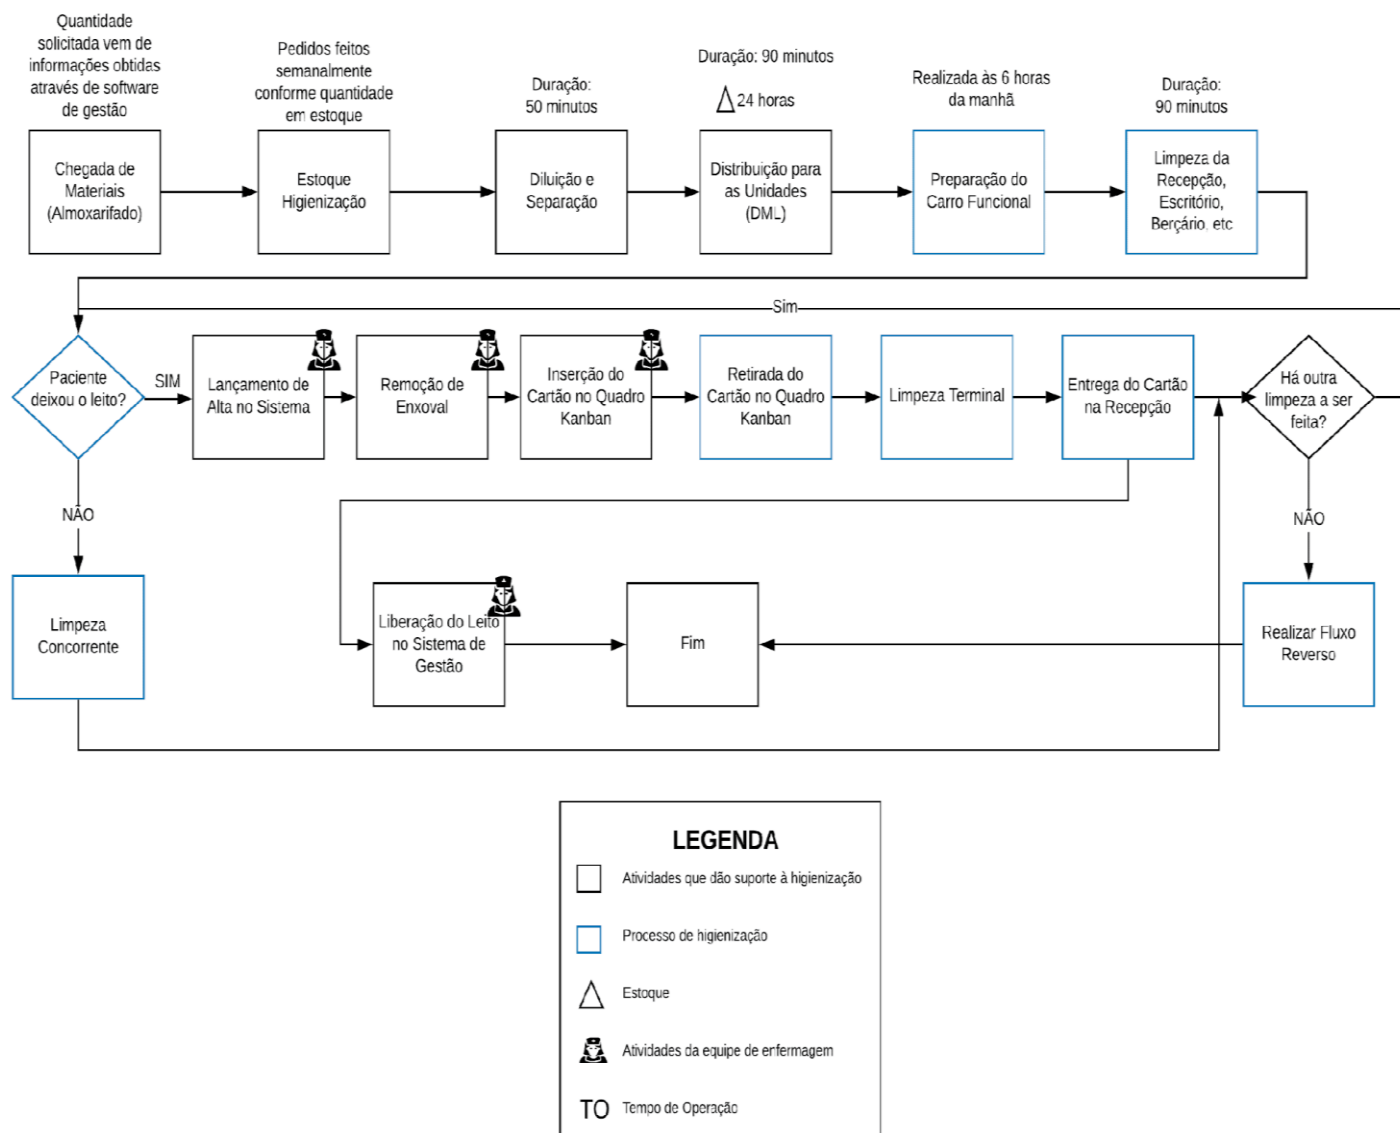 Quantidade
solicitada vem de
informações obtidas
através de software
de gestão
Pedidos feitos
semanalmente
conforme quantidade
em estoque
Duração:
50 minutos
Duração: 90 minutos
24 horas
Realizada às 6 horas
da manhã
Duração:
90 minutos
Chegada de
Materiais
(Almoxarifado)
Estoque
Higienização
Diluição e
Separação
Distribuição para
as Unidades
(DML)
Preparação do
Carro Funcional
Limpeza da
Recepção,
Escritório,
Berçário, etc
Sim
Paciente
deixou o leito?
SIM
Lançamento de
Alta no Sistema
Remoção de
Enxoval
Inserção do
Cartão no Quadro
Kanban
Retirada do
Cartão no Quadro
Kanban
Limpeza Terminal
Entrega do Cartão
na Recepção
Há outra
limpeza a ser
feita?
NÃO
NÃO
Limpeza
Concorrente
Liberação do Leito
no Sistema de
Gestão
Fim
Realizar Fluxo
Reverso
LEGENDA
Atividades que dão suporte à higienização
Processo de higienização
Estoque
Atividades da equipe de enfermagem
TO Tempo de Operação